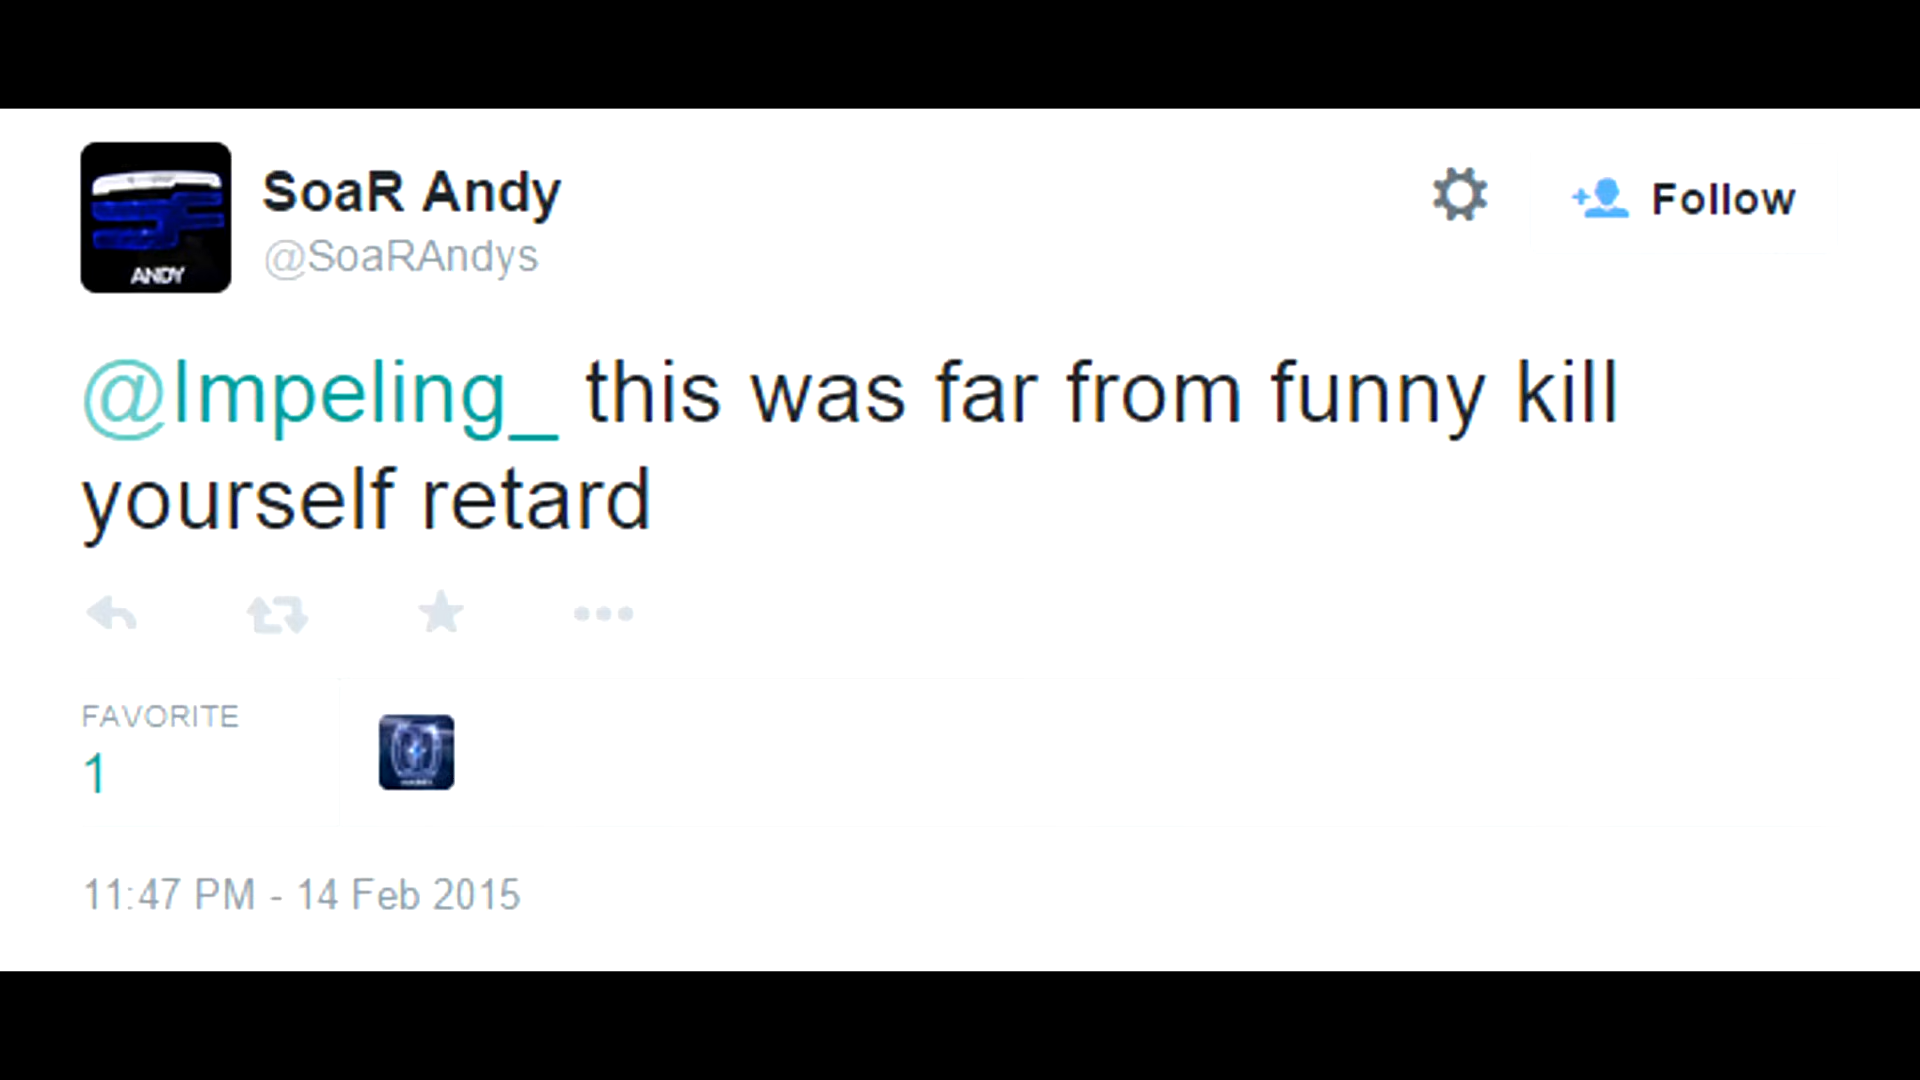 SoaR Andy
@SoaRAndys
Follow
ANDY
@Impeling_ this was far from funny kill
yourself retard
FAVORITE
1
11:47 PM - 14 Feb 2015